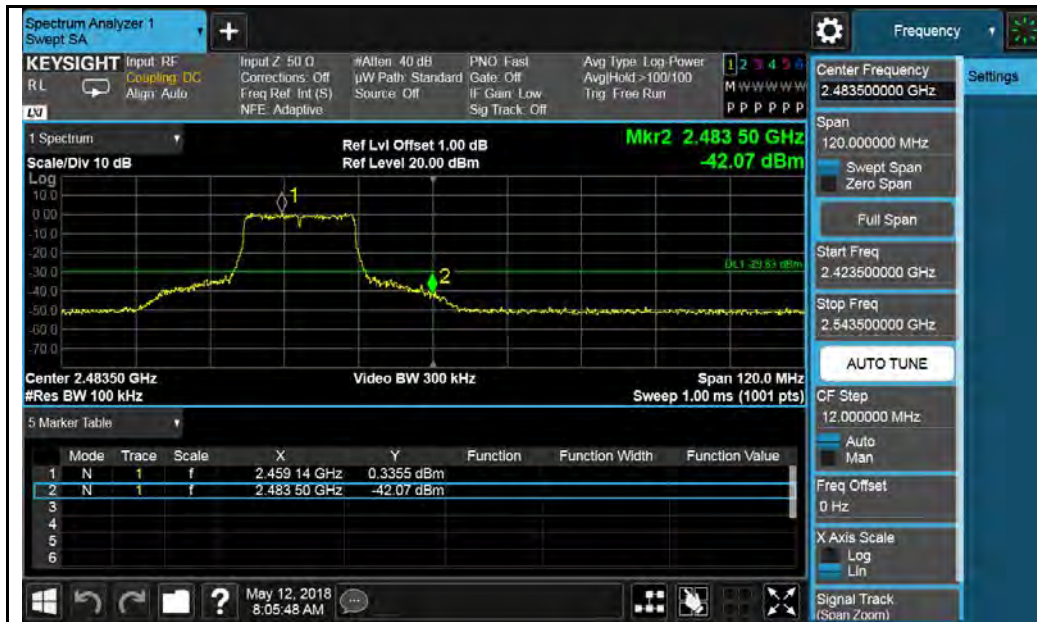 Spectrum Analyzer 1
Swept SA
+
Frequency
KEYSIGHT Input: RF Input Z: 50 Ω #Atten: 40 dB PNO: Fast Avg Type: Log-Power 1 2 3 4 5 6
RL Coupling: DC Corrections: Off µW Path: Standard Gate: Off Avg|Hold:>100/100 M W W W W W
Align: Auto Freq Ref: Int (S) Source: Off IF Gain: Low Trig: Free Run
NFE: Adaptive Sig Track: Off P P P P P P
LXI
1 Spectrum
Ref Lvl Offset 1.00 dB
Mkr2 2.483 50 GHz
Scale/Div 10 dB
Ref Level 20.00 dBm
-42.07 dBm
Log
10.0
0.00
-10.0
-20.0
-30.0
-40.0
-50.0
-60.0
-70.0
1
2
DL1 -29.83 dBm
Center 2.48350 GHz Video BW 300 kHz Span 120.0 MHz
#Res BW 100 kHz Sweep 1.00 ms (1001 pts)
5 Marker Table
Mode Trace Scale X Y Function Function Width Function Value
1 N 1 f 2.459 14 GHz 0.3355 dBm
2 N 1 f 2.483 50 GHz -42.07 dBm
3
4
5
6
?
May 12, 2018
8:05:48 AM
Center Frequency
2.483500000 GHz
Settings
Span
120.000000 MHz
Swept Span
Zero Span
Full Span
Start Freq
2.423500000 GHz
Stop Freq
2.543500000 GHz
AUTO TUNE
CF Step
12.000000 MHz
Auto
Man
Freq Offset
0 Hz
X Axis Scale
Log
Lin
Signal Track
(Span Zoom)